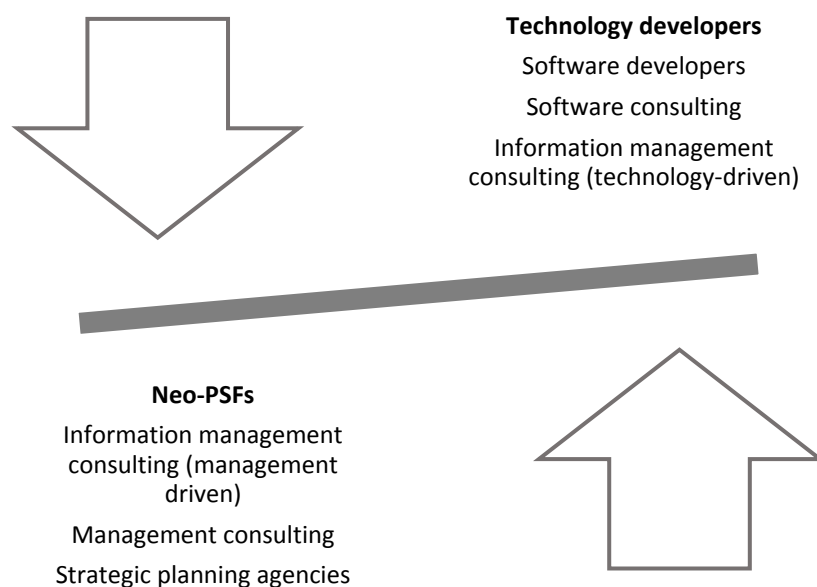 Technology developers
Software developers
Software consulting
Information management
consulting (technology-driven)
Neo-PSFs
Information management
consulting (management
driven)
Management consulting
Strategic planning agencies